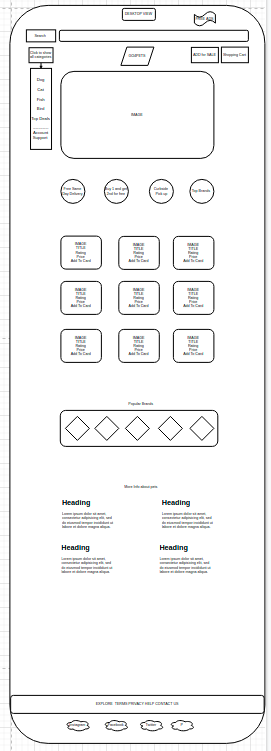 DESKTOP VIEW
Search
Click to show
all categories
ADD for SALE
Shopping Cart
Dog
Cat
Fish
Bird
Top Deals
Account
Support
IMAGE
Free Same
Day Delivery
Buy 1 and get
2nd for free
Curbside
Pick up
Top Brands
IMAGE
TITLE
Rating
Price
Add To Card
IMAGE
TITLE
Rating
Price
Add To Card
IMAGE
TITLE
Rating
Price
Add To Card
IMAGE
TITLE
Rating
Price
Add To Card
IMAGE
TITLE
Rating
Price
Add To Card
IMAGE
TITLE
Rating
Price
Add To Card
IMAGE
TITLE
Rating
Price
Add To Card
IMAGE
TITLE
Rating
Price
Add To Card
IMAGE
TITLE
Rating
Price
Add To Card
Popular Brands
More Info about pets
Heading
Lorem ipsum dolor sit amet,
consectetur adipisicing elit, sed
do eiusmod tempor incididunt ut
labore et dolore magna aliqua.
Heading
Lorem ipsum dolor sit amet,
consectetur adipisicing elit, sed
do eiusmod tempor incididunt ut
labore et dolore magna aliqua.
Heading
Lorem ipsum dolor sit amet,
consectetur adipisicing elit, sed
do eiusmod tempor incididunt ut
labore et dolore magna aliqua.
Heading
Lorem ipsum dolor sit amet,
consectetur adipisicing elit, sed
do eiusmod tempor incididunt ut
labore et dolore magna aliqua.
EXPLORE TERMS PRIVACY HELP CONTACT US
Instagram
Facebook
Twitter